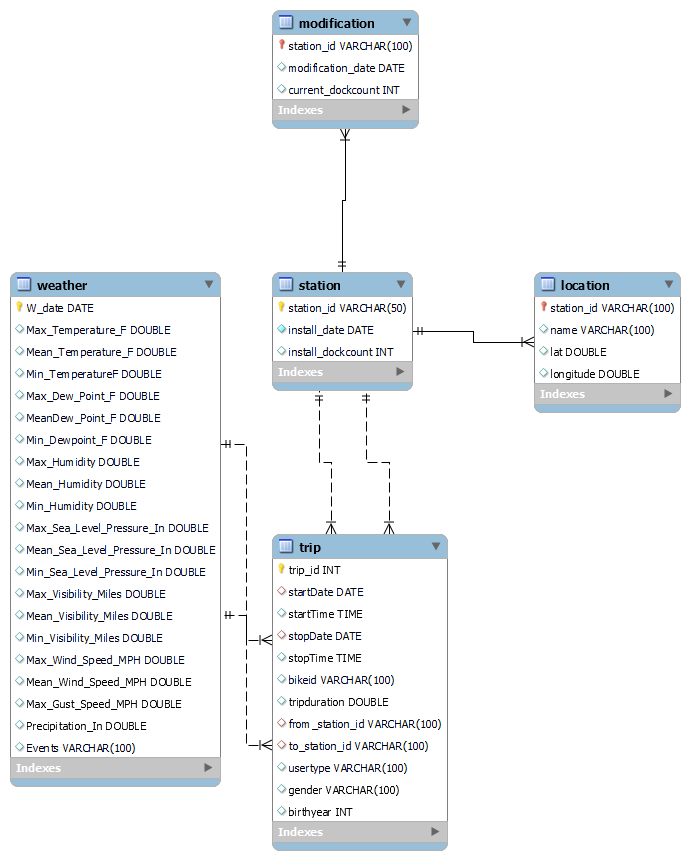 modification
station_id VARCHAR(100)
modification_date DATE
current_dockcount INT
Indexes
weather
W_date DATE
Max_Temperature_F DOUBLE
Mean_Temperature_F DOUBLE
Min_TemperatureF DOUBLE
Max_Dew_Point_F DOUBLE
MeanDew_Point_F DOUBLE
Min_Dewpoint_F DOUBLE
Max_Humidity DOUBLE
Mean_Humidity DOUBLE
Min_Humidity DOUBLE
Max_Sea_Level_Pressure_In DOUBLE
Mean_Sea_Level_Pressure_In DOUBLE
Min_Sea_Level_Pressure_In DOUBLE
Max_Visibility_Miles DOUBLE
Mean_Visibility_Miles DOUBLE
Min_Visibility_Miles DOUBLE
Max_Wind_Speed_MPH DOUBLE
Mean_Wind_Speed_MPH DOUBLE
Max_Gust_Speed_MPH DOUBLE
Precipitation_In DOUBLE
Events VARCHAR(100)
Indexes
station
station_id VARCHAR(50)
install_date DATE
install_dockcount INT
Indexes
location
station_id VARCHAR(100)
name VARCHAR(100)
lat DOUBLE
longitude DOUBLE
Indexes
trip
trip_id INT
startDate DATE
startTime TIME
stopDate DATE
stopTime TIME
bikeid VARCHAR(100)
tripduration DOUBLE
from_station_id VARCHAR(100)
to_station_id VARCHAR(100)
usertype VARCHAR(100)
gender VARCHAR(100)
birthyear INT
Indexes